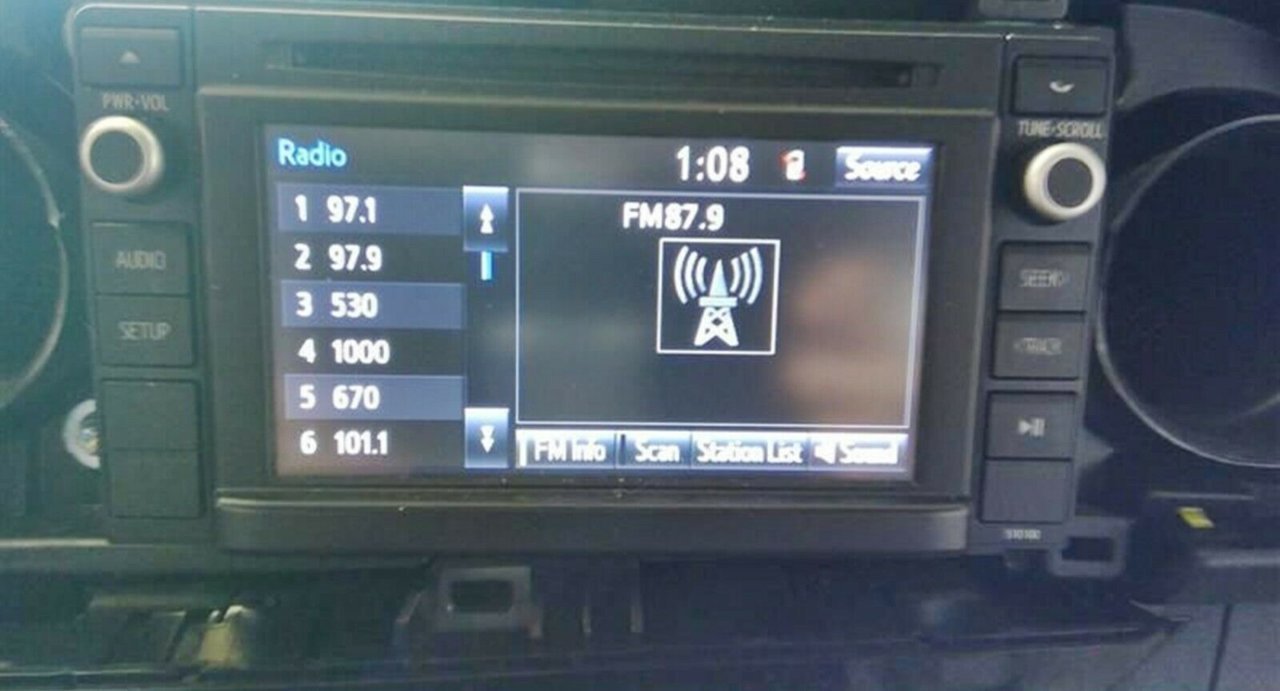 PWR·VOL
TUNE·SCROLL
Radio
1:08
Source
1 97.1
2 97.9
3 530
4 1000
5 670
6 101.1
FM87.9
FM Info
Scan
Station List
Sound
AUDIO
SETUP
TRACK
510100